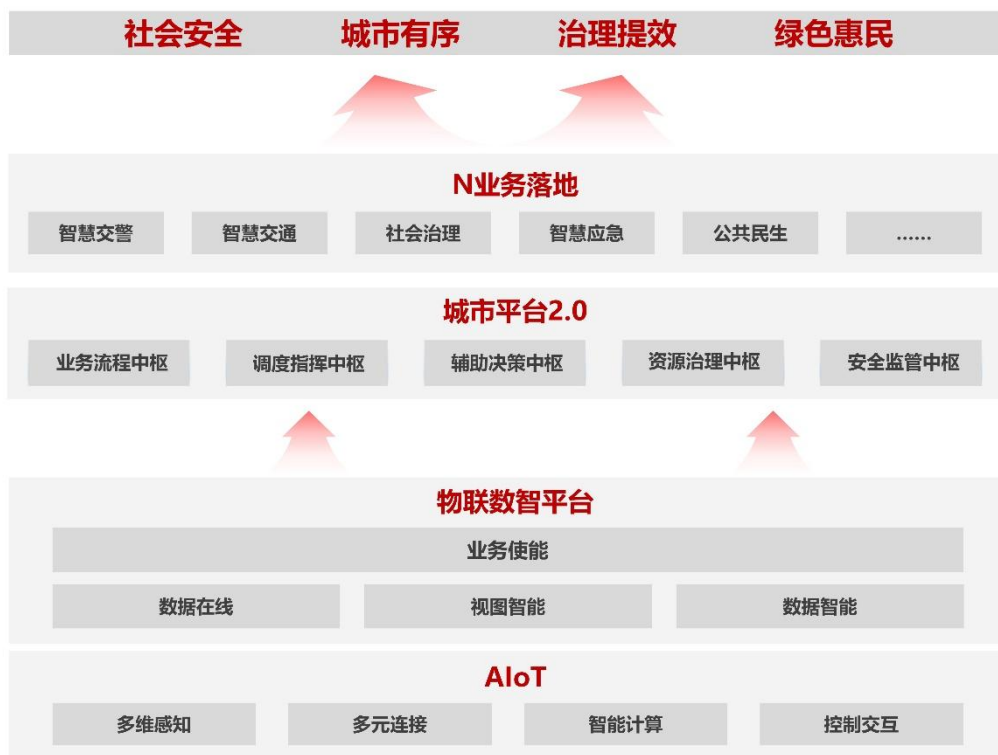 社会安全 城市有序 治理提效 绿色惠民
N业务落地
智慧交警 智慧交通 社会治理 智慧应急 公共民生 ……
城市平台2.0
业务流程中枢 调度指挥中枢 辅助决策中枢 资源治理中枢 安全监管中枢
物联数智平台
业务使能
数据在线 视图智能 数据智能
AIoT
多维感知 多元连接 智能计算 控制交互